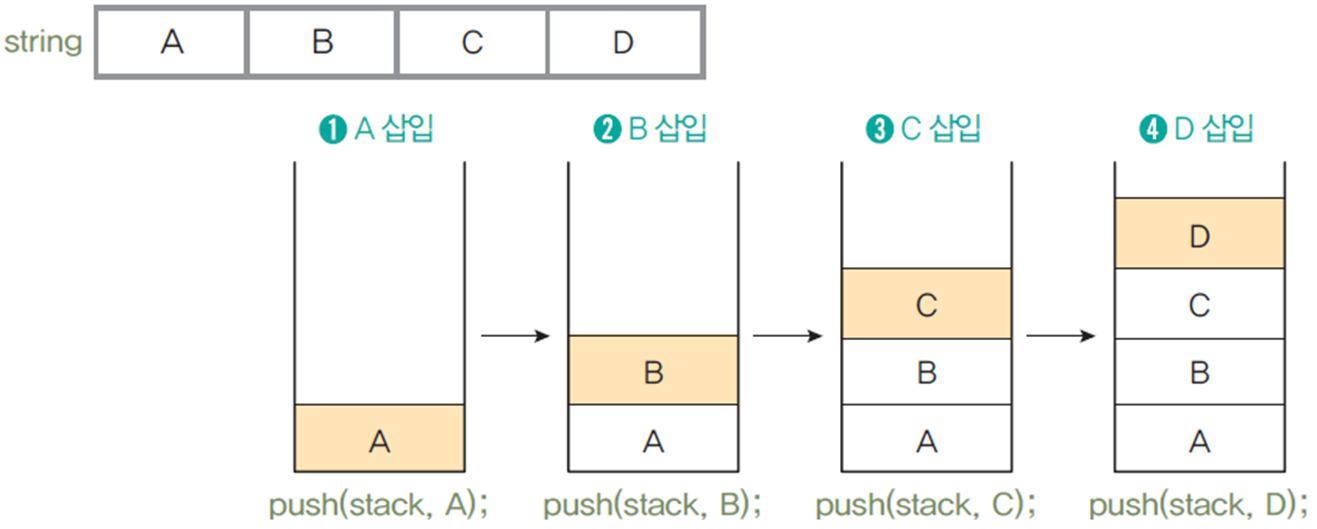 string A B C D
❶ A 삽입 ❷ B 삽입 ❸ C 삽입 ❹ D 삽입
D
C C
B B B
A A A A
push(stack, A); push(stack, B); push(stack, C); push(stack, D);